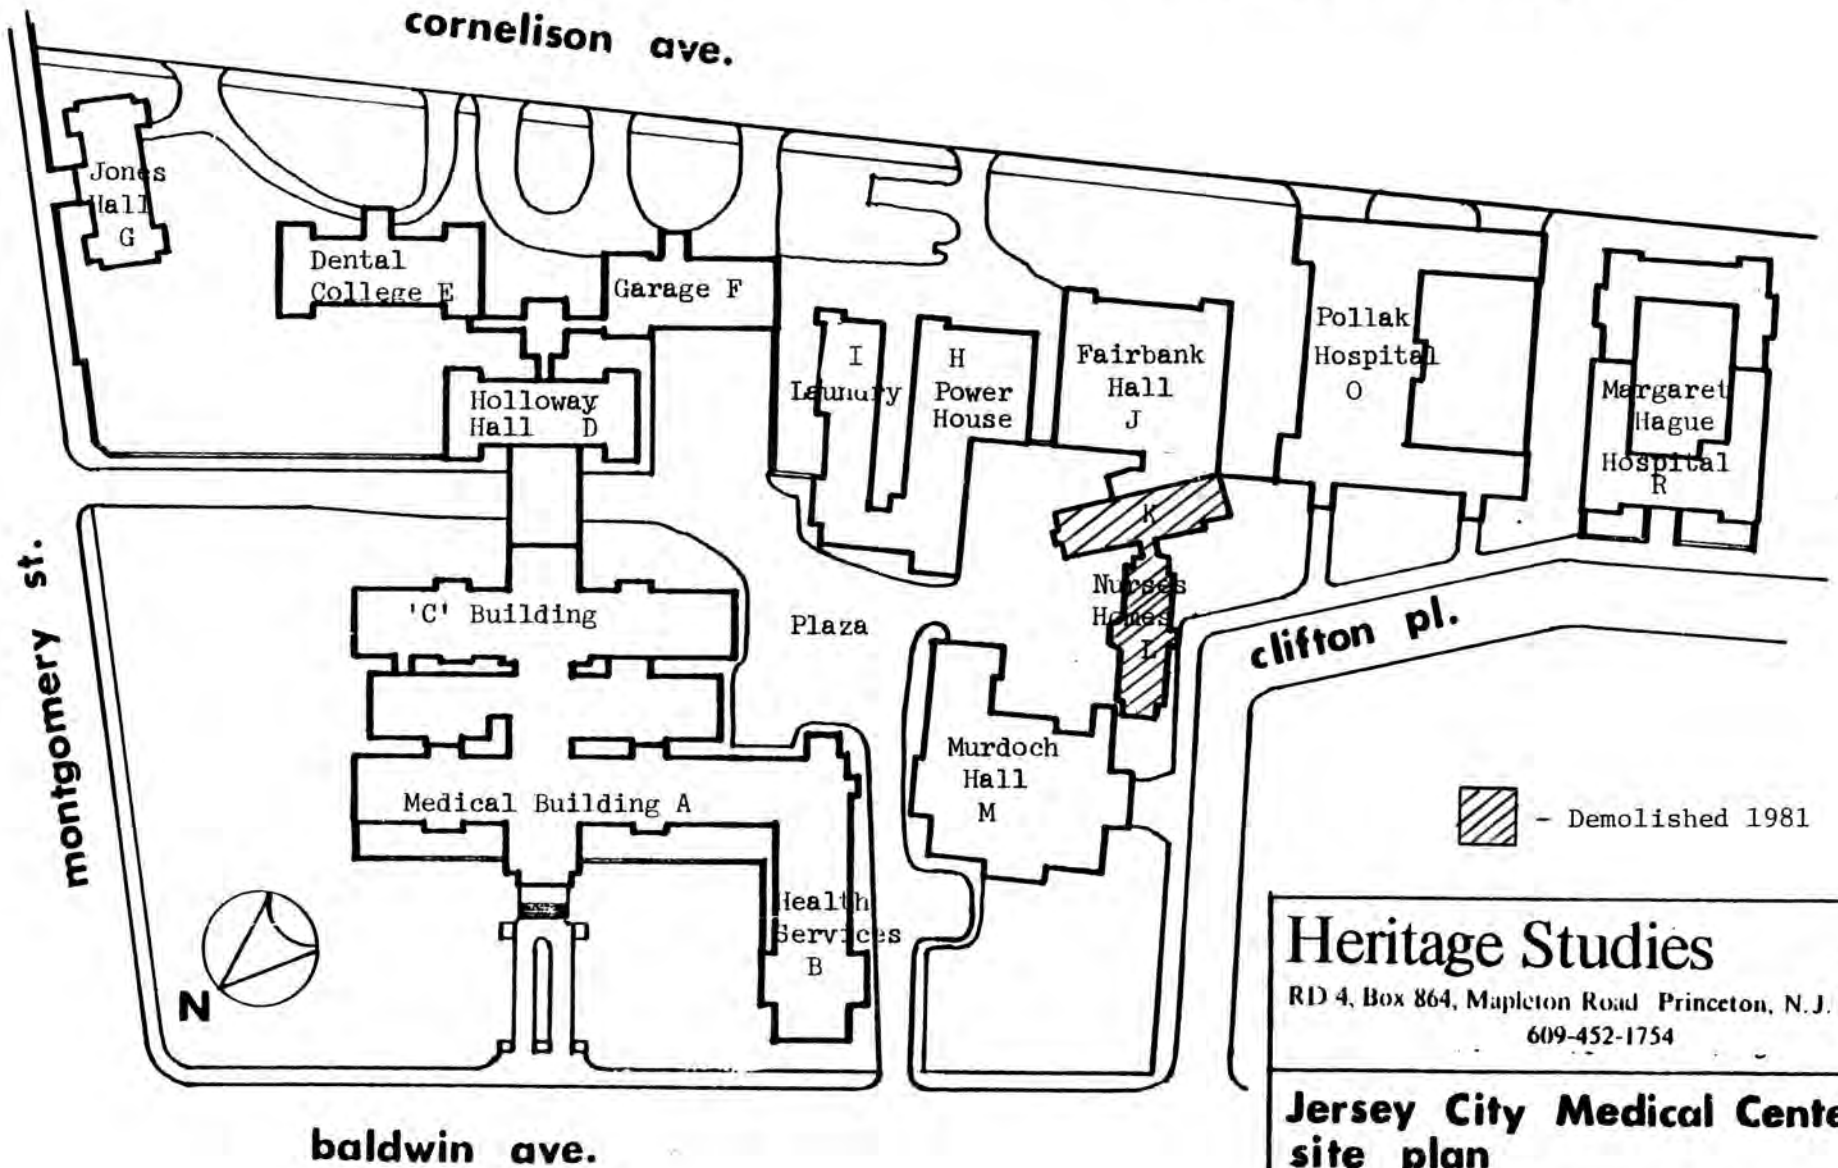 cornelison ave.
Jones
Hall
G
Dental
College E
Garage F
Holloway
Hall D
I
Laundry
H
Power
House
Fairbank
Hall
J
Pollak
Hospital
O
Margaret
Hague
Hospital
R
K
Nurses
Homes
L
'C' Building
Plaza
clifton pl.
montgomery st.
Murdoch
Hall
M
Medical Building A
Health
Services
B
- Demolished 1981
N
baldwin ave.
Heritage Studies
RD 4, Box 864, Mapleton Road Princeton, N.J.
609-452-1754
Jersey City Medical Cente
site plan